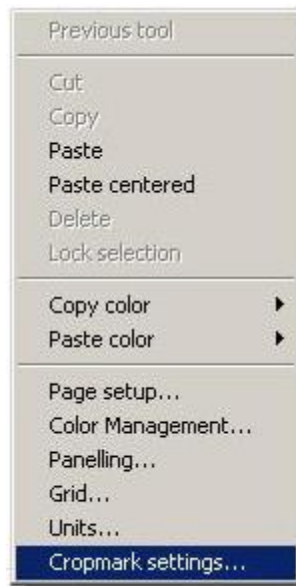 Previous tool
Cut
Copy
Paste
Paste centered
Delete
Lock selection
Copy color
Paste color
Page setup...
Color Management...
Panelling...
Grid...
Units...
Cropmark settings...